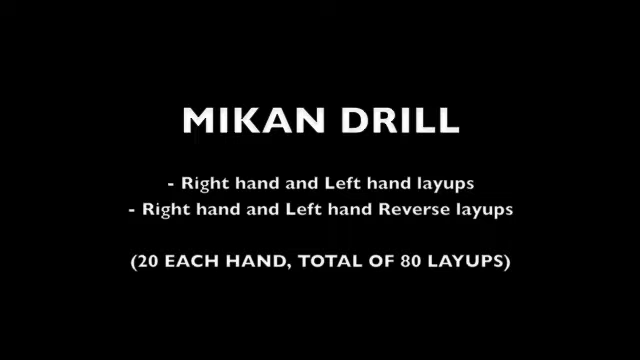 MIKAN DRILL
- Right hand and Left hand layups
- Right hand and Left hand Reverse layups
(20 EACH HAND, TOTAL OF 80 LAYUPS)